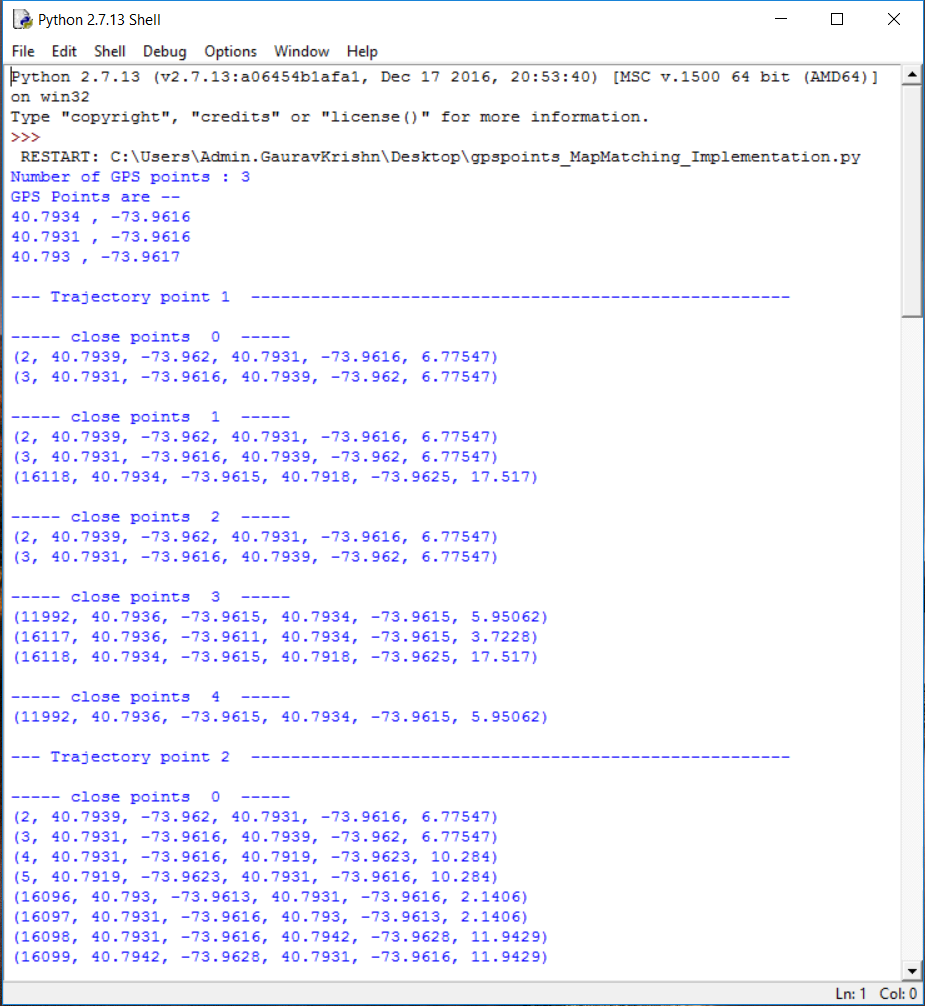 Python 2.7.13 Shell
File Edit Shell Debug Options Window Help
Python 2.7.13 (v2.7.13:a06454b1afa1, Dec 17 2016, 20:53:40) [MSC v.1500 64 bit (AMD64)]
on win32
Type "copyright", "credits" or "license()" for more information.
>>>
RESTART: C:\Users\Admin.GauravKrishn\Desktop\gpspoints_MapMatching_Implementation.py
Number of GPS points : 3
GPS Points are --
40.7934 , -73.9616
40.7931 , -73.9616
40.793 , -73.9617
--- Trajectory point 1 ------------------------------------------------------
----- close points 0 -----
(2, 40.7939, -73.962, 40.7931, -73.9616, 6.77547)
(3, 40.7931, -73.9616, 40.7939, -73.962, 6.77547)
----- close points 1 -----
(2, 40.7939, -73.962, 40.7931, -73.9616, 6.77547)
(3, 40.7931, -73.9616, 40.7939, -73.962, 6.77547)
(16118, 40.7934, -73.9615, 40.7918, -73.9625, 17.517)
----- close points 2 -----
(2, 40.7939, -73.962, 40.7931, -73.9616, 6.77547)
(3, 40.7931, -73.9616, 40.7939, -73.962, 6.77547)
----- close points 3 -----
(11992, 40.7936, -73.9615, 40.7934, -73.9615, 5.95062)
(16117, 40.7936, -73.9611, 40.7934, -73.9615, 3.7228)
(16118, 40.7934, -73.9615, 40.7918, -73.9625, 17.517)
----- close points 4 -----
(11992, 40.7936, -73.9615, 40.7934, -73.9615, 5.95062)
--- Trajectory point 2 ------------------------------------------------------
----- close points 0 -----
(2, 40.7939, -73.962, 40.7931, -73.9616, 6.77547)
(3, 40.7931, -73.9616, 40.7939, -73.962, 6.77547)
(4, 40.7931, -73.9616, 40.7919, -73.9623, 10.284)
(5, 40.7919, -73.9623, 40.7931, -73.9616, 10.284)
(16096, 40.793, -73.9613, 40.7931, -73.9616, 2.1406)
(16097, 40.7931, -73.9616, 40.793, -73.9613, 2.1406)
(16098, 40.7931, -73.9616, 40.7942, -73.9628, 11.9429)
(16099, 40.7942, -73.9628, 40.7931, -73.9616, 11.9429)
Ln: 1 Col: 0